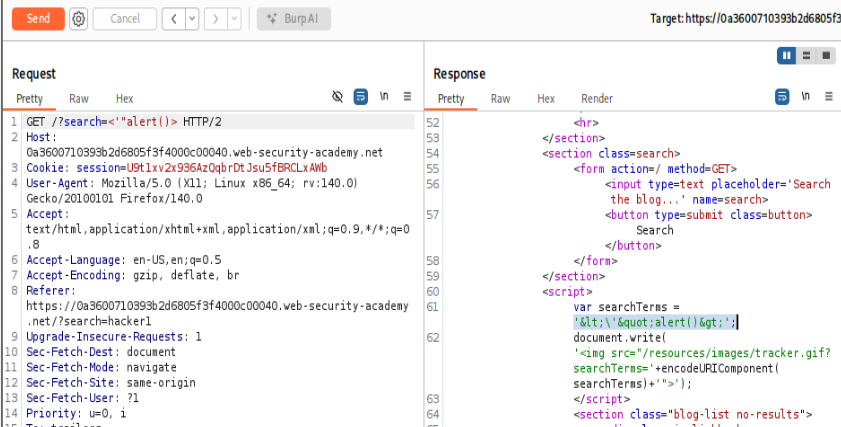 Send
Cancel
Burp AI
Target: https://0a3600710393b2d6805f3
Request
Response
Pretty Raw Hex
\n
Pretty Raw Hex Render
\n
1 GET /?search=<'"alert()> HTTP/2
2 Host:
0a3600710393b2d6805f3f4000c00040.web-security-academy.net
3 Cookie: session=U9t1xv2x936AzQqbrDtJsu5fBRCLxAWb
4 User-Agent: Mozilla/5.0 (X11; Linux x86_64; rv:140.0)
Gecko/20100101 Firefox/140.0
5 Accept:
text/html,application/xhtml+xml,application/xml;q=0.9,*/*;q=0
.8
6 Accept-Language: en-US,en;q=0.5
7 Accept-Encoding: gzip, deflate, br
8 Referer:
https://0a3600710393b2d6805f3f4000c00040.web-security-academy
.net/?search=hacker1
9 Upgrade-Insecure-Requests: 1
10 Sec-Fetch-Dest: document
11 Sec-Fetch-Mode: navigate
12 Sec-Fetch-Site: same-origin
13 Sec-Fetch-User: ?1
14 Priority: u=0, i
52 <hr>
53 </section>
54 <section class=search>
55 <form action=/ method=GET>
56 <input type=text placeholder='Search
the blog...' name=search>
57 <button type=submit class=button>
Search
</button>
58 </form>
59 </section>
60 <script>
61 var searchTerms =
'&lt;\'&quot;alert()&gt;';
62 document.write(
'<img src="/resources/images/tracker.gif?
searchTerms='+encodeURIComponent(
searchTerms)+'">');
63 </script>
64 <section class="blog-list no-results">